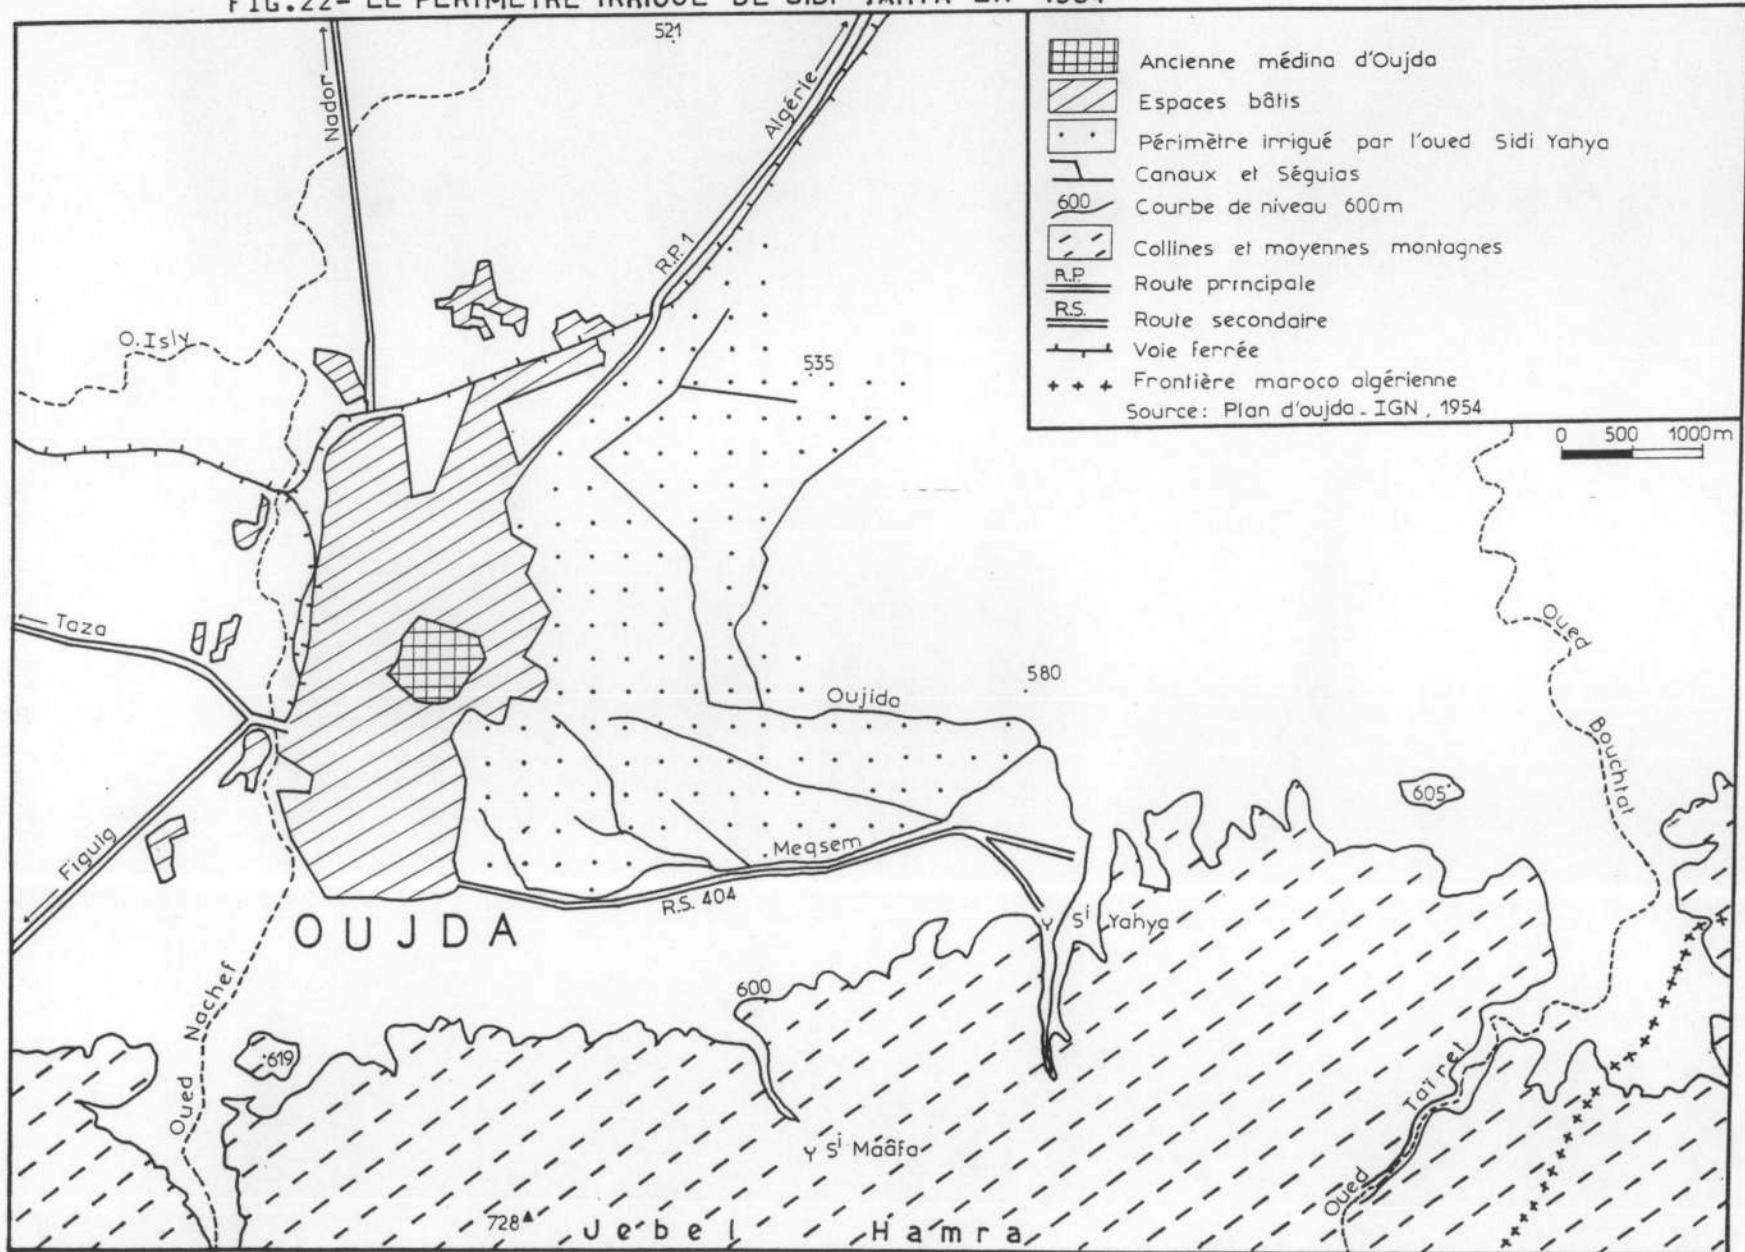 FIG.22- LE PERIMETRE IRRIGUE DE SIDI YAHYA EN 1954
Ancienne médina d'Oujda
Espaces bâtis
Périmètre irrigué par l'oued Sidi Yahya
Canaux et Séguias
600 Courbe de niveau 600m
Collines et moyennes montagnes
R.P. Route principale
R.S. Route secondaire
Voie ferrée
Frontière maroco algérienne
Source: Plan d'oujda - IGN, 1954
0 500 1000m
521
Nador
Algérie
R.P.1
O. Isly
535
Taza
Oued
580
Oujida
Bouchtat
605
Figuig
Meqsem
R.S. 404
OUJDA
Si Yahya
600
Oued Nachef
619
Oued Taïret
Si Mââfa
728
Jebel Hamra